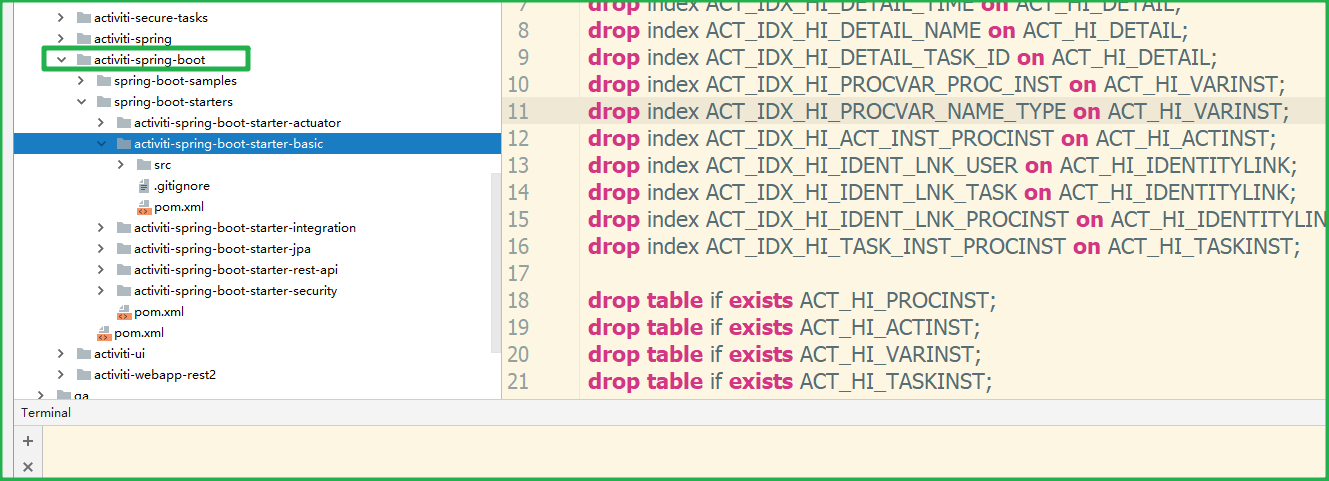 activiti-secure-tasks
activiti-spring
activiti-spring-boot
spring-boot-samples
spring-boot-starters
activiti-spring-boot-starter-actuator
activiti-spring-boot-starter-basic
src
.gitignore
pom.xml
activiti-spring-boot-starter-integration
activiti-spring-boot-starter-jpa
activiti-spring-boot-starter-rest-api
activiti-spring-boot-starter-security
pom.xml
pom.xml
activiti-ui
activiti-webapp-rest2
qa
7 drop index ACT_IDX_HI_DETAIL_TIME on ACT_HI_DETAIL;
8 drop index ACT_IDX_HI_DETAIL_NAME on ACT_HI_DETAIL;
9 drop index ACT_IDX_HI_DETAIL_TASK_ID on ACT_HI_DETAIL;
10 drop index ACT_IDX_HI_PROCVAR_PROC_INST on ACT_HI_VARINST;
11 drop index ACT_IDX_HI_PROCVAR_NAME_TYPE on ACT_HI_VARINST;
12 drop index ACT_IDX_HI_ACT_INST_PROCINST on ACT_HI_ACTINST;
13 drop index ACT_IDX_HI_IDENT_LNK_USER on ACT_HI_IDENTITYLINK;
14 drop index ACT_IDX_HI_IDENT_LNK_TASK on ACT_HI_IDENTITYLINK;
15 drop index ACT_IDX_HI_IDENT_LNK_PROCINST on ACT_HI_IDENTITYLIN
16 drop index ACT_IDX_HI_TASK_INST_PROCINST on ACT_HI_TASKINST;
17
18 drop table if exists ACT_HI_PROCINST;
19 drop table if exists ACT_HI_ACTINST;
20 drop table if exists ACT_HI_VARINST;
21 drop table if exists ACT_HI_TASKINST;
Terminal